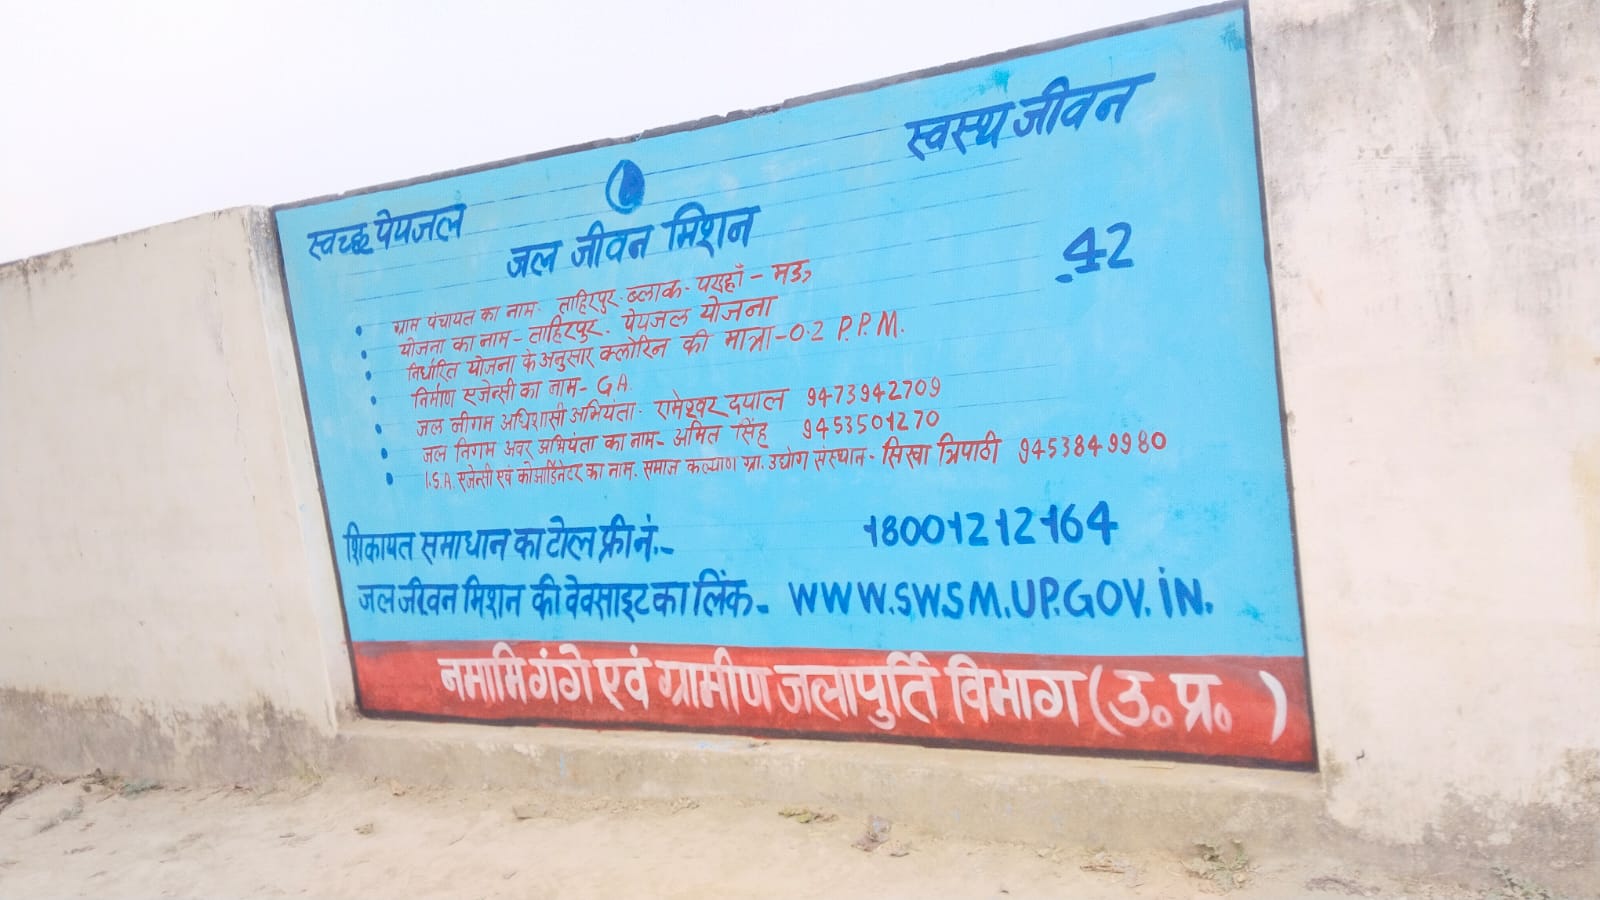 स्वच्छ पेयजल
स्वस्थ जीवन
जल जीवन मिशन
-42
ग्राम पंचायत का नाम- ताहिरपुर- ब्लाक- परदहाँ - मऊ
योजना का नाम - ताहिरपुर- पेयजल योजना
निर्धारित योजना के अनुसार क्लोरिन की मात्रा-0.2 P.P.M.
निर्माण एजेन्सी का नाम- G.A.
जल नीगम अधिशासी अभियंता- रामेश्वर दयाल 9473942709
जल निगम अवर अभियंता का नाम- अमित सिंह 9453501270
I.S.A. एजेन्सी एवं कोआर्डिनेटर का नाम- समाज कल्याण ग्रा. उद्योग संस्थान- सिखा त्रिपाठी 9453849980
शिकायत समाधान का टोल फ्री नं.- 18001212164
जल जीवन मिशन की वेबसाइट का लिंक- WWW.SWSM.UP.GOV.iN.
नमामि गंगे एवं ग्रामीण जलापुर्ति विभाग (उ॰ प्र॰ )